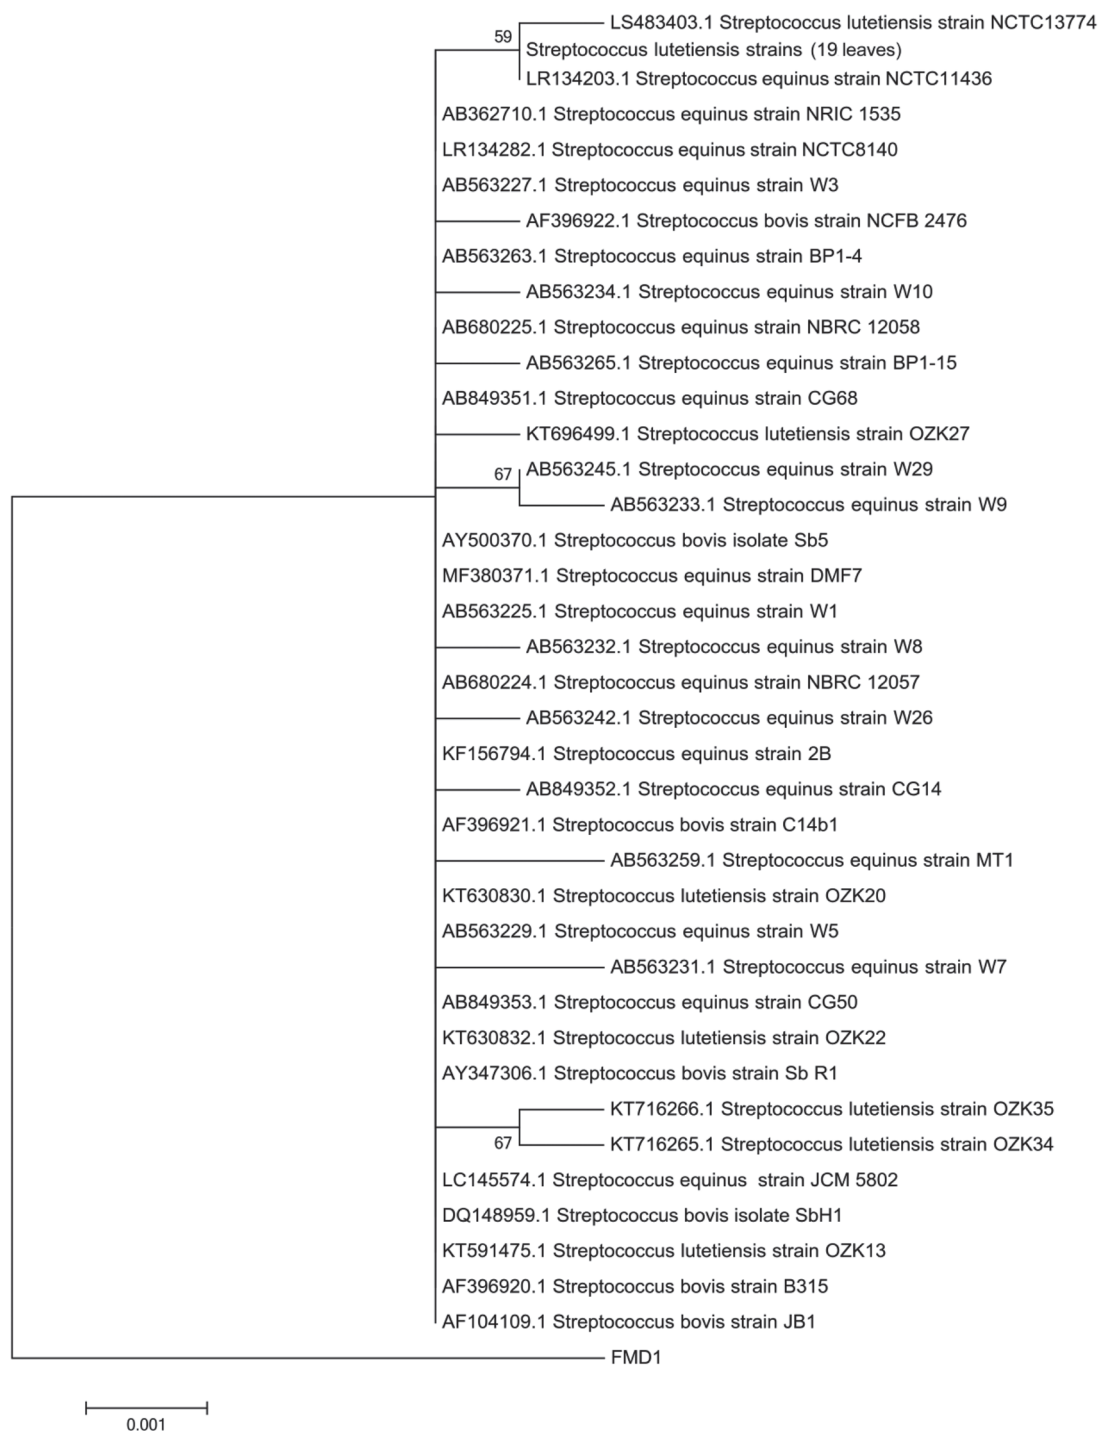 LS483403.1 Streptococcus lutetiensis strain NCTC13774
59
Streptococcus lutetiensis strains (19 leaves)
LR134203.1 Streptococcus equinus strain NCTC11436
AB362710.1 Streptococcus equinus strain NRIC 1535
LR134282.1 Streptococcus equinus strain NCTC8140
AB563227.1 Streptococcus equinus strain W3
AF396922.1 Streptococcus bovis strain NCFB 2476
AB563263.1 Streptococcus equinus strain BP1-4
AB563234.1 Streptococcus equinus strain W10
AB680225.1 Streptococcus equinus strain NBRC 12058
AB563265.1 Streptococcus equinus strain BP1-15
AB849351.1 Streptococcus equinus strain CG68
KT696499.1 Streptococcus lutetiensis strain OZK27
67
AB563245.1 Streptococcus equinus strain W29
AB563233.1 Streptococcus equinus strain W9
AY500370.1 Streptococcus bovis isolate Sb5
MF380371.1 Streptococcus equinus strain DMF7
AB563225.1 Streptococcus equinus strain W1
AB563232.1 Streptococcus equinus strain W8
AB680224.1 Streptococcus equinus strain NBRC 12057
AB563242.1 Streptococcus equinus strain W26
KF156794.1 Streptococcus equinus strain 2B
AB849352.1 Streptococcus equinus strain CG14
AF396921.1 Streptococcus bovis strain C14b1
AB563259.1 Streptococcus equinus strain MT1
KT630830.1 Streptococcus lutetiensis strain OZK20
AB563229.1 Streptococcus equinus strain W5
AB563231.1 Streptococcus equinus strain W7
AB849353.1 Streptococcus equinus strain CG50
KT630832.1 Streptococcus lutetiensis strain OZK22
AY347306.1 Streptococcus bovis strain Sb R1
KT716266.1 Streptococcus lutetiensis strain OZK35
67
KT716265.1 Streptococcus lutetiensis strain OZK34
LC145574.1 Streptococcus equinus strain JCM 5802
DQ148959.1 Streptococcus bovis isolate SbH1
KT591475.1 Streptococcus lutetiensis strain OZK13
AF396920.1 Streptococcus bovis strain B315
AF104109.1 Streptococcus bovis strain JB1
FMD1
0.001